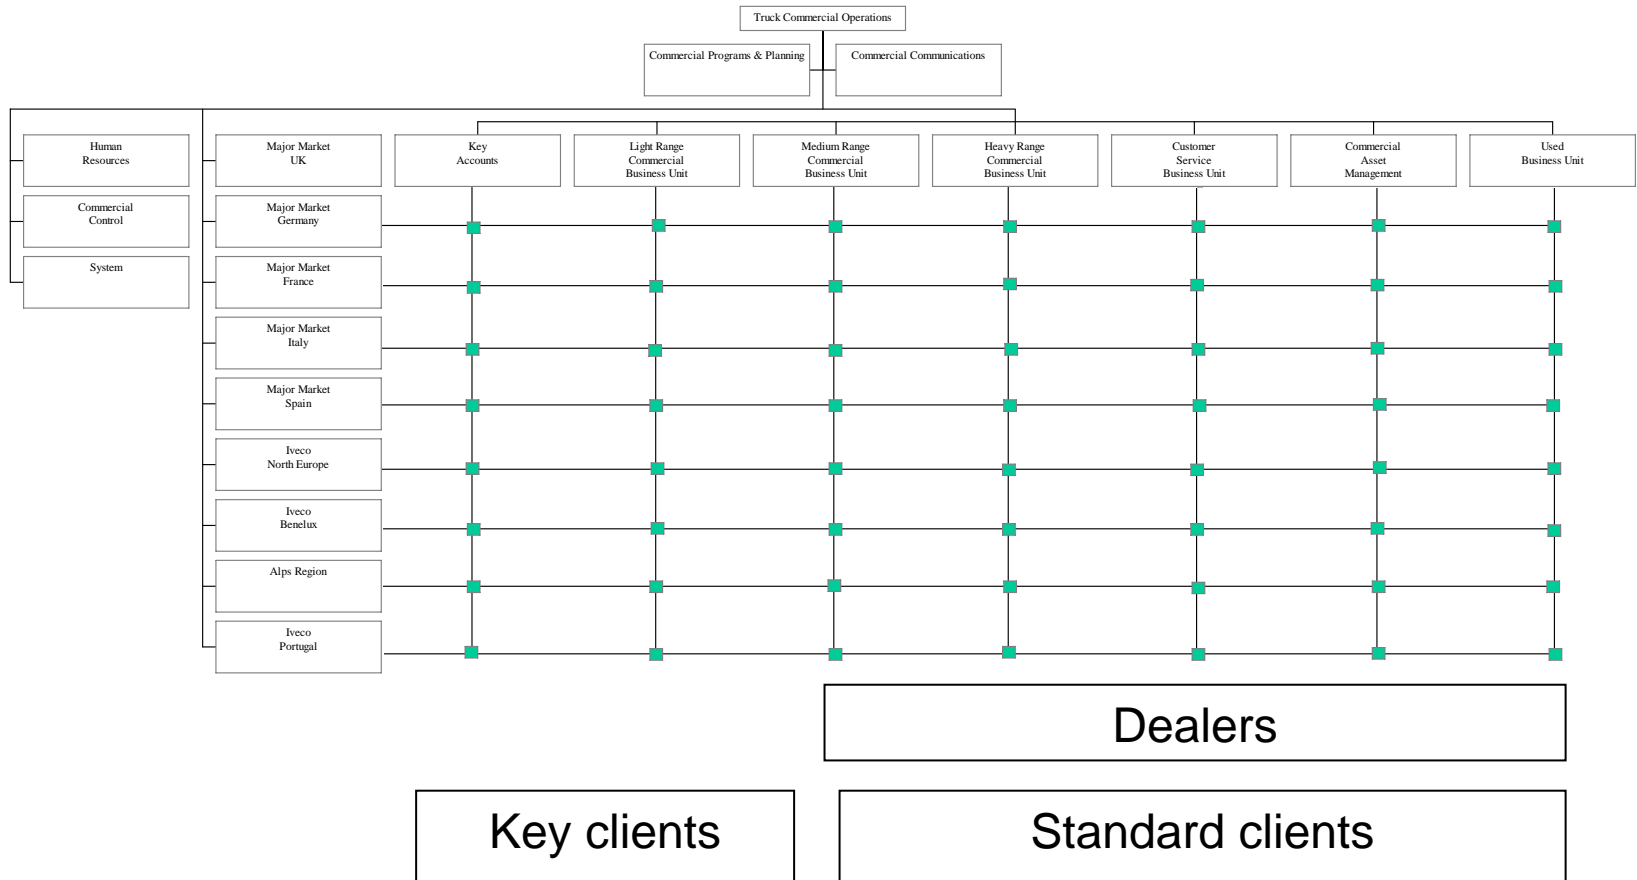 Truck Commercial Operations
Commercial Programs & Planning
Commercial Communications
Human
Resources
Major Market
UK
Key
Accounts
Light Range
Commercial
Business Unit
Medium Range
Commercial
Business Unit
Heavy Range
Commercial
Business Unit
Customer
Service
Business Unit
Commercial
Asset
Management
Used
Business Unit
Commercial
Control
Major Market
Germany
System
Major Market
France
Major Market
Italy
Major Market
Spain
Iveco
North Europe
Iveco
Benelux
Alps Region
Iveco
Portugal
Dealers
Key clients
Standard clients